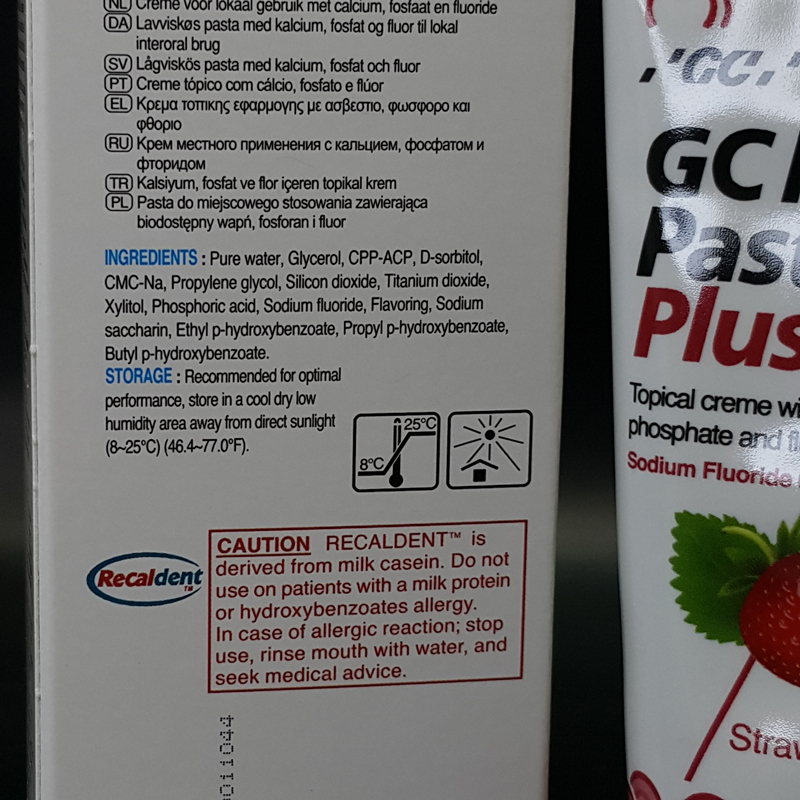 NL Creme voor lokaal gebruik met calcium, fosfaat en fluoride
DA Lavviskøs pasta med kalcium, fosfat og fluor til lokal
interoral brug
SV Lågviskös pasta med kalcium, fosfat och fluor
PT Creme tópico com cálcio, fosfato e flúor
EL Κρεμα τοπικης εφαρμογης με ασβεστιο, φωσφορο και
φθοριο
RU Крем местного применения с кальцием, фосфатом и
фторидом
TR Kalsiyum, fosfat ve flor içeren topikal krem
PL Pasta do miejscowego stosowania zawierająca
biodostępny wapń, fosforan i fluor
INGREDIENTS : Pure water, Glycerol, CPP-ACP, D-sorbitol,
CMC-Na, Propylene glycol, Silicon dioxide, Titanium dioxide,
Xylitol, Phosphoric acid, Sodium fluoride, Flavoring, Sodium
saccharin, Ethyl p-hydroxybenzoate, Propyl p-hydroxybenzoate,
Butyl p-hydroxybenzoate.
STORAGE : Recommended for optimal
performance, store in a cool dry low
humidity area away from direct sunlight
(8~25°C) (46.4~77.0°F).
8°C 25°C
Recaldent™
CAUTION RECALDENT™ is
derived from milk casein. Do not
use on patients with a milk protein
or hydroxybenzoates allergy.
In case of allergic reaction; stop
use, rinse mouth with water, and
seek medical advice.
GC
GC
Plus
Topical creme
phosphate and
Sodium Fluoride